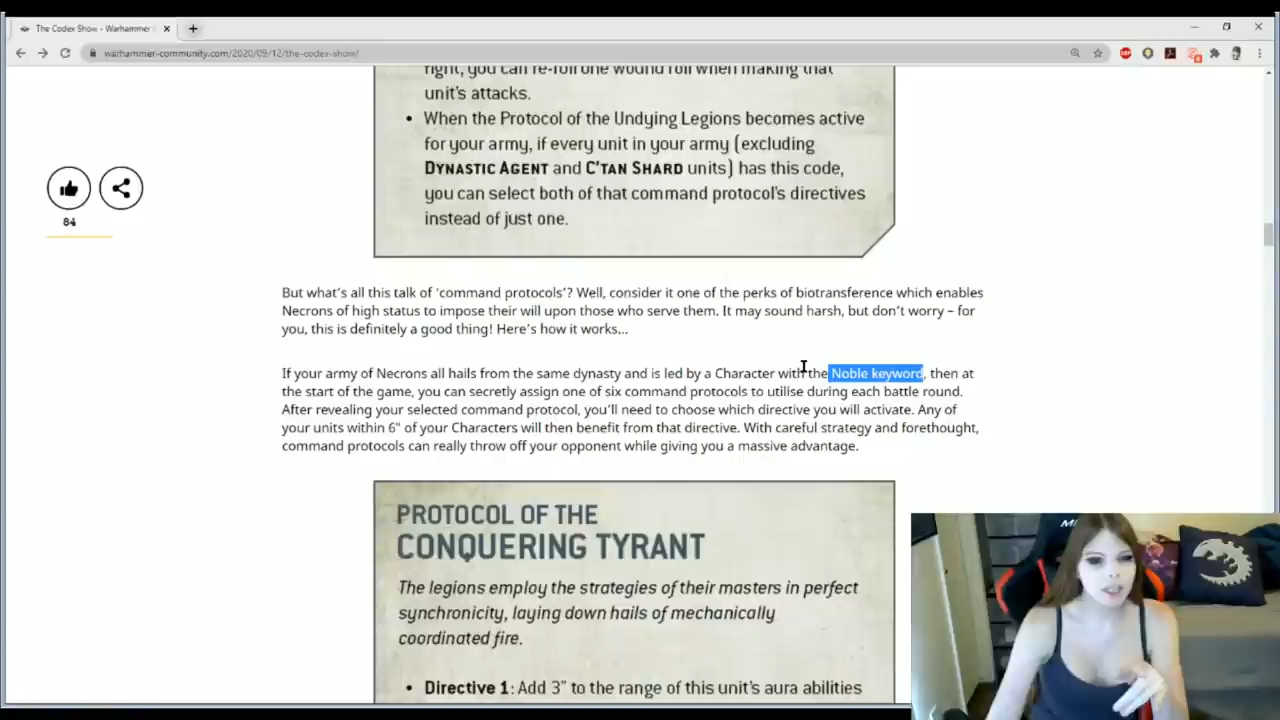 The Codex Show - Warhammer
warhammer-community.com/2020/09/12/the-codex-show/
right, you can re-roll one wound roll when making that
unit's attacks.
• When the Protocol of the Undying Legions becomes active
for your army, if every unit in your army (excluding
DYNASTIC AGENT and C'TAN SHARD units) has this code,
you can select both of that command protocol's directives
instead of just one.
84
But what's all this talk of 'command protocols'? Well, consider it one of the perks of biotransference which enables
Necrons of high status to impose their will upon those who serve them. It may sound harsh, but don't worry – for
you, this is definitely a good thing! Here's how it works...
If your army of Necrons all hails from the same dynasty and is led by a Character with the Noble keyword, then at
the start of the game, you can secretly assign one of six command protocols to utilise during each battle round.
After revealing your selected command protocol, you'll need to choose which directive you will activate. Any of
your units within 6" of your Characters will then benefit from that directive. With careful strategy and forethought,
command protocols can really throw off your opponent while giving you a massive advantage.
PROTOCOL OF THE
CONQUERING TYRANT
The legions employ the strategies of their masters in perfect
synchronicity, laying down hails of mechanically
coordinated fire.
• Directive 1: Add 3" to the range of this unit's aura abilities